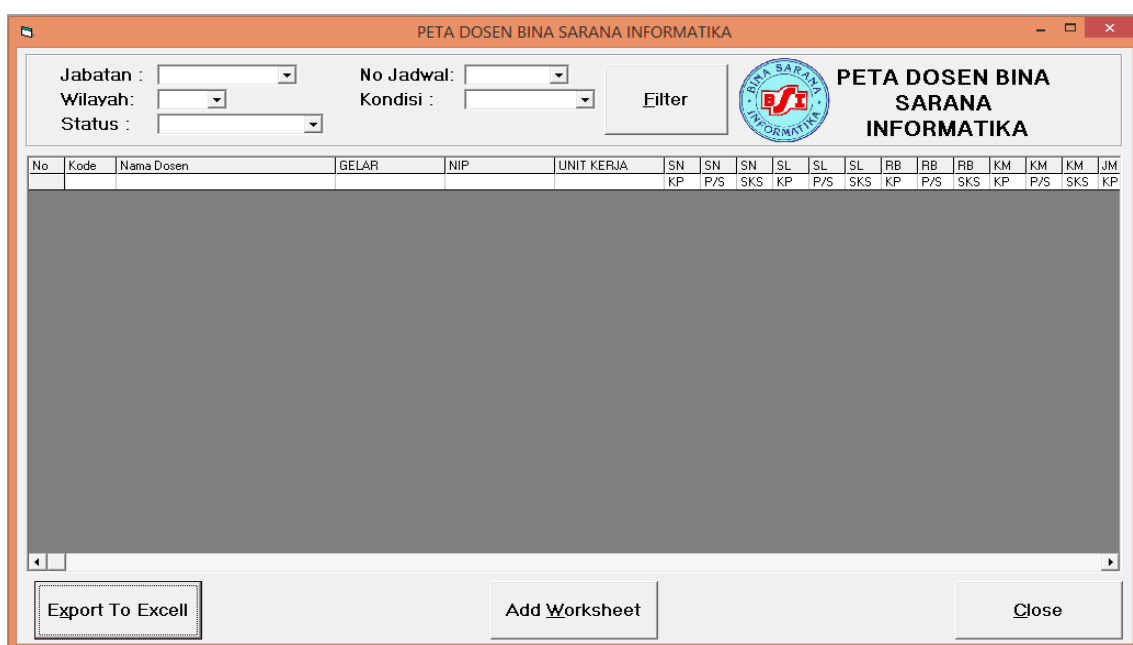 PETA DOSEN BINA SARANA INFORMATIKA
Jabatan :
No Jadwal:
Wilayah:
Kondisi :
Status :
Filter
BINA SARANA
BSI
INFORMATIKA
PETA DOSEN BINA
SARANA
INFORMATIKA
No Kode Nama Dosen GELAR NIP UNIT KERJA SN SN SN SL SL SL RB RB RB KM KM KM JM
KP P/S SKS KP P/S SKS KP P/S SKS KP P/S SKS KP
Export To Excell
Add Worksheet
Close